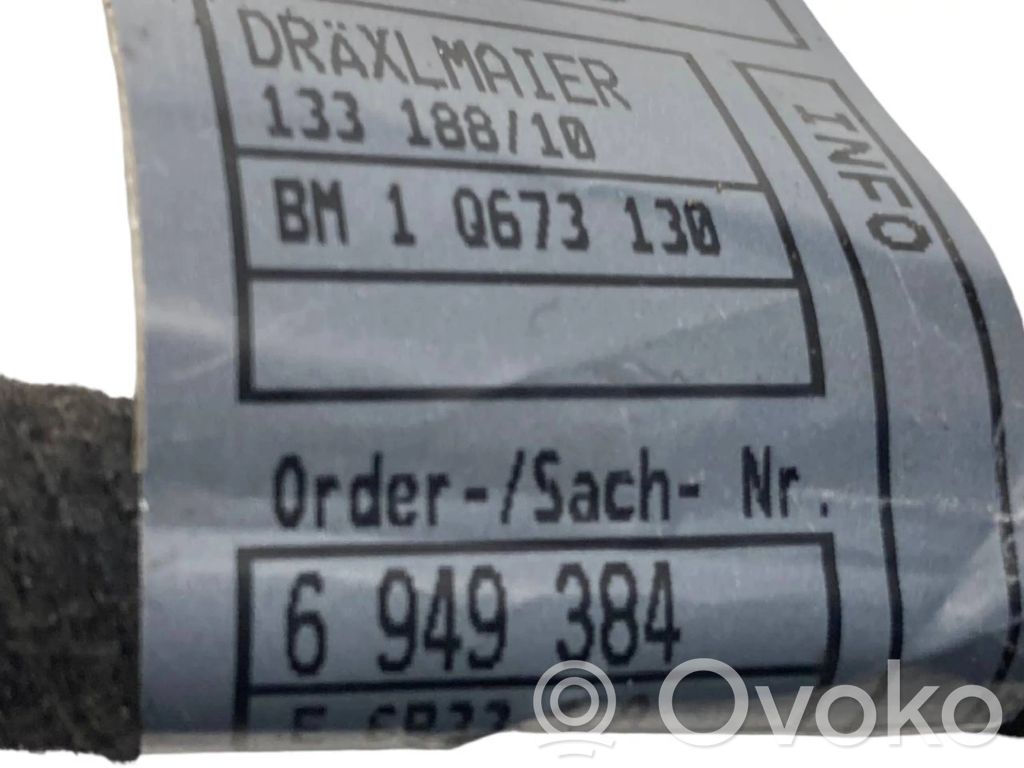 DRÄXLMAIER
133 188/10
BM 1 Q673 130
INFO
Order-/Sach- Nr.
6 949 384
© Ovoko